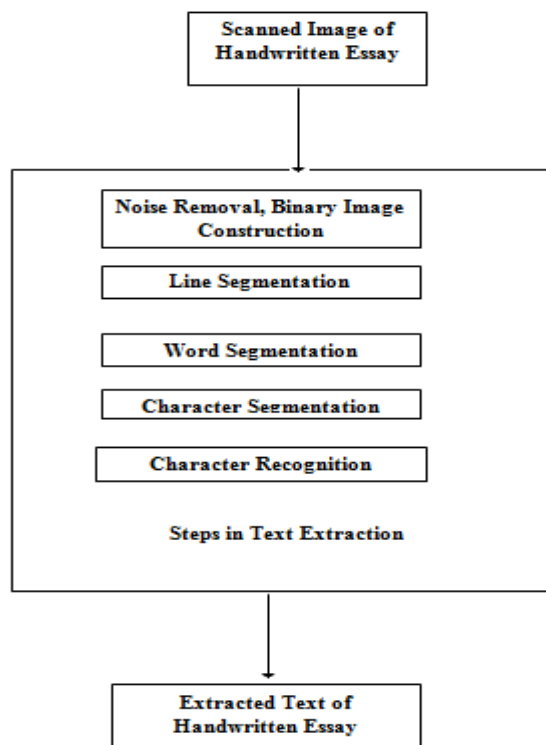 Scanned Image of
Handwritten Essay
Noise Removal, Binary Image
Construction
Line Segmentation
Word Segmentation
Character Segmentation
Character Recognition
Steps in Text Extraction
Extracted Text of
Handwritten Essay